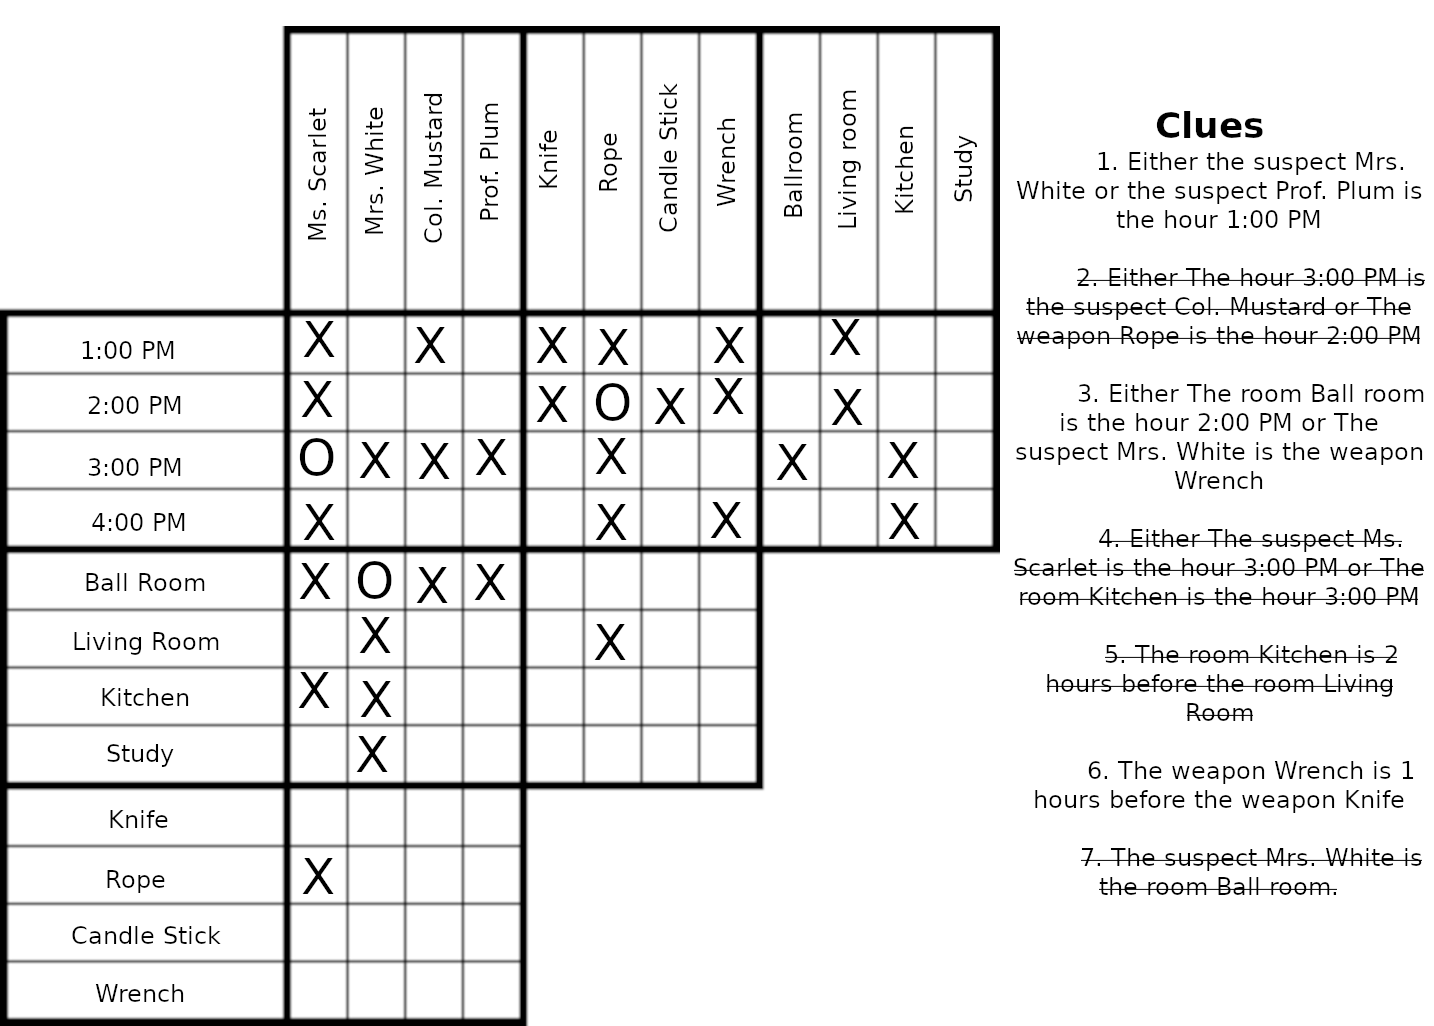 Ms. Scarlet
Mrs. White
Col. Mustard
Prof. Plum
Knife
Rope
Candle Stick
Wrench
Ballroom
Living room
Kitchen
Study
1:00 PM X X X X X X
2:00 PM X X O X X X
3:00 PM O X X X X X X
4:00 PM X X X X
Ball Room X O X X
Living Room X X
Kitchen X X
Study X
Knife
Rope X
Candle Stick
Wrench
Clues
1. Either the suspect Mrs.
White or the suspect Prof. Plum is
the hour 1:00 PM
2. Either The hour 3:00 PM is
the suspect Col. Mustard or The
weapon Rope is the hour 2:00 PM
3. Either The room Ball room
is the hour 2:00 PM or The
suspect Mrs. White is the weapon
Wrench
4. Either The suspect Ms.
Scarlet is the hour 3:00 PM or The
room Kitchen is the hour 3:00 PM
5. The room Kitchen is 2
hours before the room Living
Room
6. The weapon Wrench is 1
hours before the weapon Knife
7. The suspect Mrs. White is
the room Ball room.